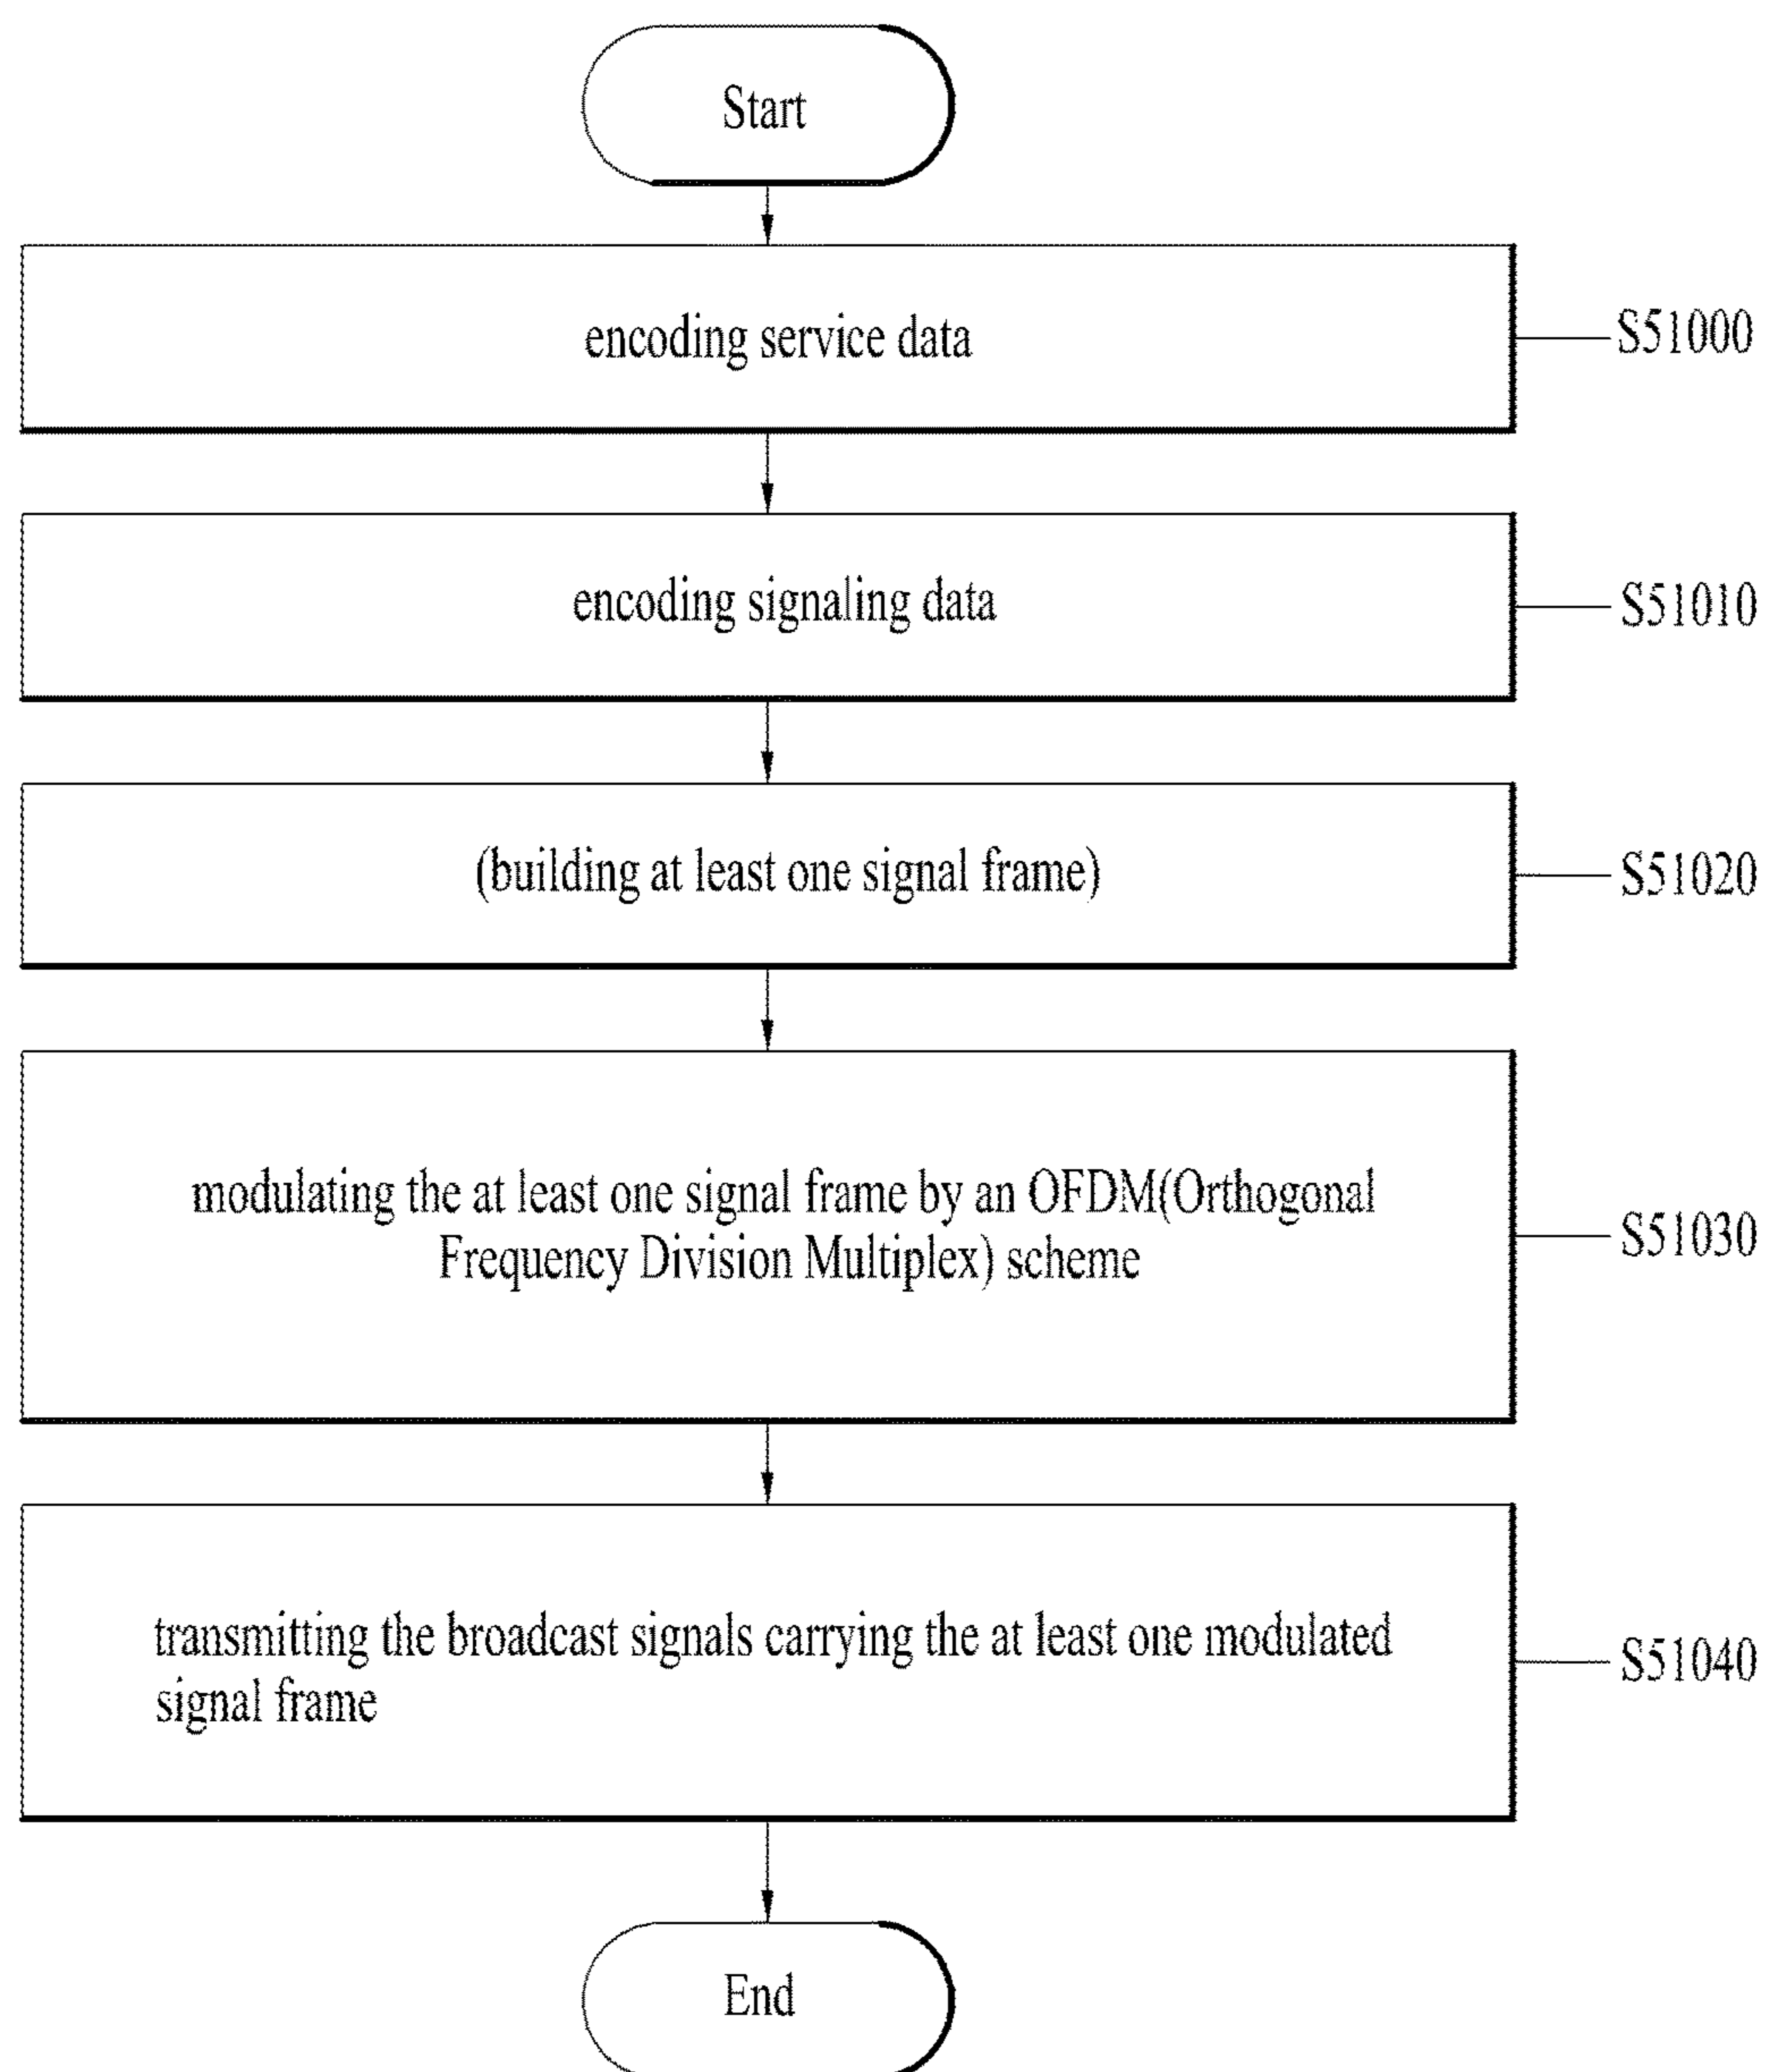 Start
encoding service data
S51000
encoding signaling data
S51010
(building at least one signal frame)
S51020
modulating the at least one signal frame by an OFDM(Orthogonal
Frequency Division Multiplex) scheme
S51030
transmitting the broadcast signals carrying the at least one modulated
signal frame
S51040
End